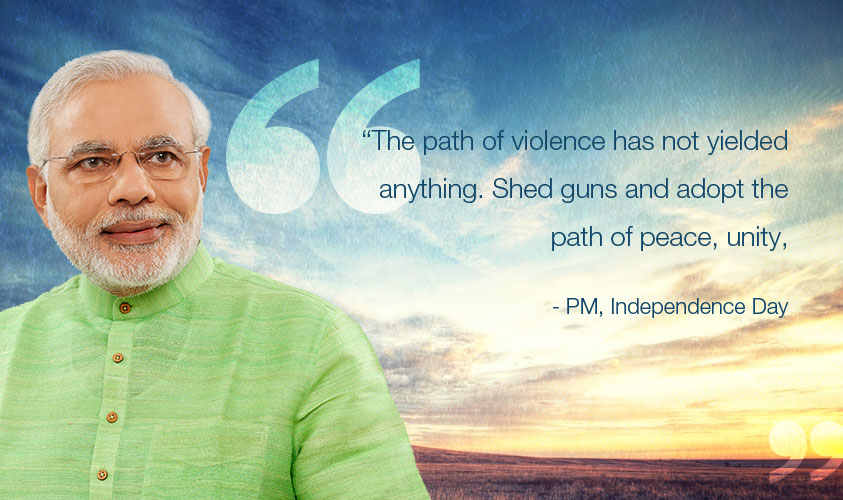 “The path of violence has not yielded
anything. Shed guns and adopt the
path of peace, unity,
- PM, Independence Day